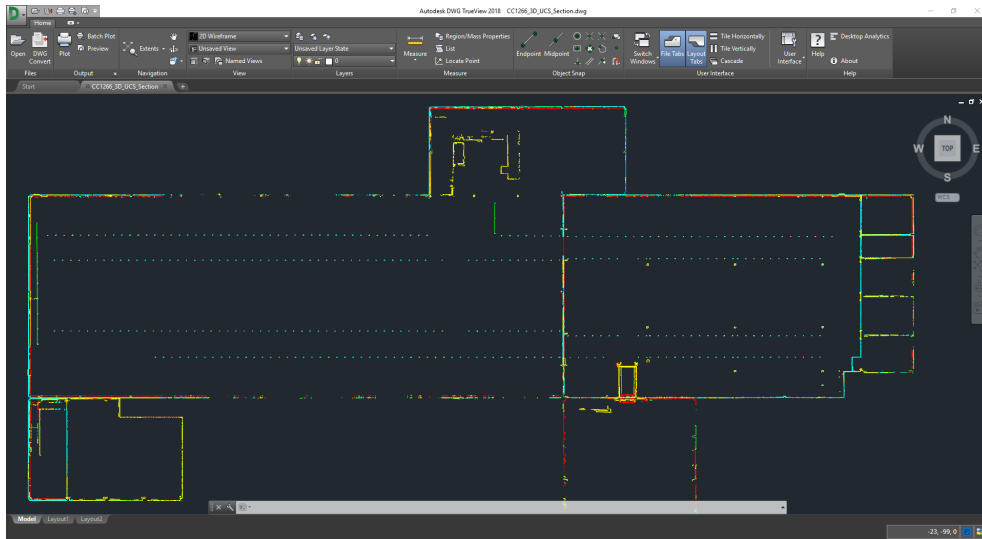 Autodesk DWG TrueView 2018 CC1266_3D_UCS_Section.dwg
Home
Open
DWG Convert
Plot
Batch Plot
Preview
Extents
2D Wireframe
Unsaved View
Named Views
Unsaved Layer State
0
Measure
Region/Mass Properties
List
Locate Point
Endpoint
Midpoint
Switch Windows
File Tabs
Layout Tabs
Tile Horizontally
Tile Vertically
Cascade
User Interface
Help
Desktop Analytics
About
Files
Output
Navigation
View
Layers
Measure
Object Snap
User Interface
Help
Start
CC1266_3D_UCS_Section
N
W
TOP
E
S
WCS
Model
Layout1
Layout2
-23, -99, 0